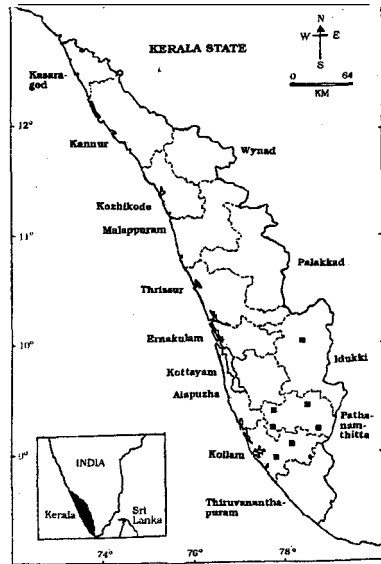 KERALA STATE
N
W E
S
0 64
KM
Kasara-
god
12°
Kannur
Wynad
Kozhikode
Malappuram
11°
Palakkad
Thrissur
Ernakulam
10°
Idukki
Kottayam
Alapuzha
Patha-
nam-
thitta
Kollam
9°
INDIA
Kerala
Sri
Lanka
Thiruvanantha-
puram
74°
76°
78°